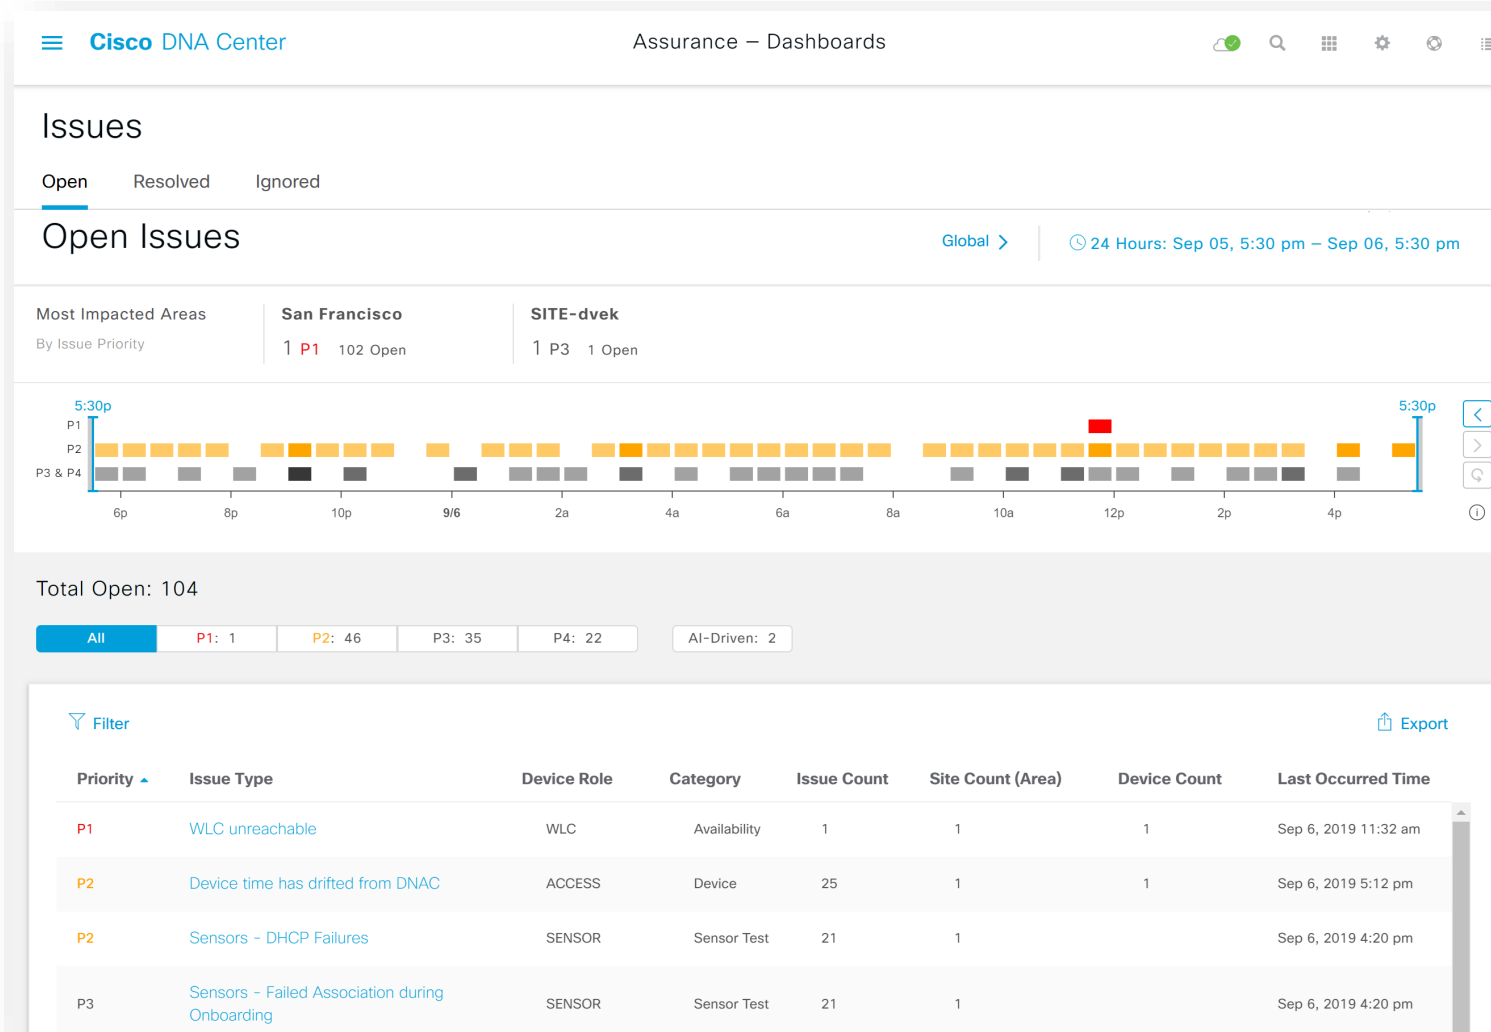 Cisco DNA Center
Assurance – Dashboards
Issues
Open Resolved Ignored
Open Issues
Global
24 Hours: Sep 05, 5:30 pm – Sep 06, 5:30 pm
Most Impacted Areas
By Issue Priority
San Francisco
1 P1 102 Open
SITE-dvek
1 P3 1 Open
5:30p 5:30p
P1
P2
P3 & P4
6p 8p 10p 9/6 2a 4a 6a 8a 10a 12p 2p 4p
Total Open: 104
All P1: 1 P2: 46 P3: 35 P4: 22 AI-Driven: 2
Filter Export
Priority Issue Type Device Role Category Issue Count Site Count (Area) Device Count Last Occurred Time
P1 WLC unreachable WLC Availability 1 1 1 Sep 6, 2019 11:32 am
P2 Device time has drifted from DNAC ACCESS Device 25 1 1 Sep 6, 2019 5:12 pm
P2 Sensors - DHCP Failures SENSOR Sensor Test 21 1 Sep 6, 2019 4:20 pm
P3 Sensors - Failed Association during Onboarding SENSOR Sensor Test 21 1 Sep 6, 2019 4:20 pm